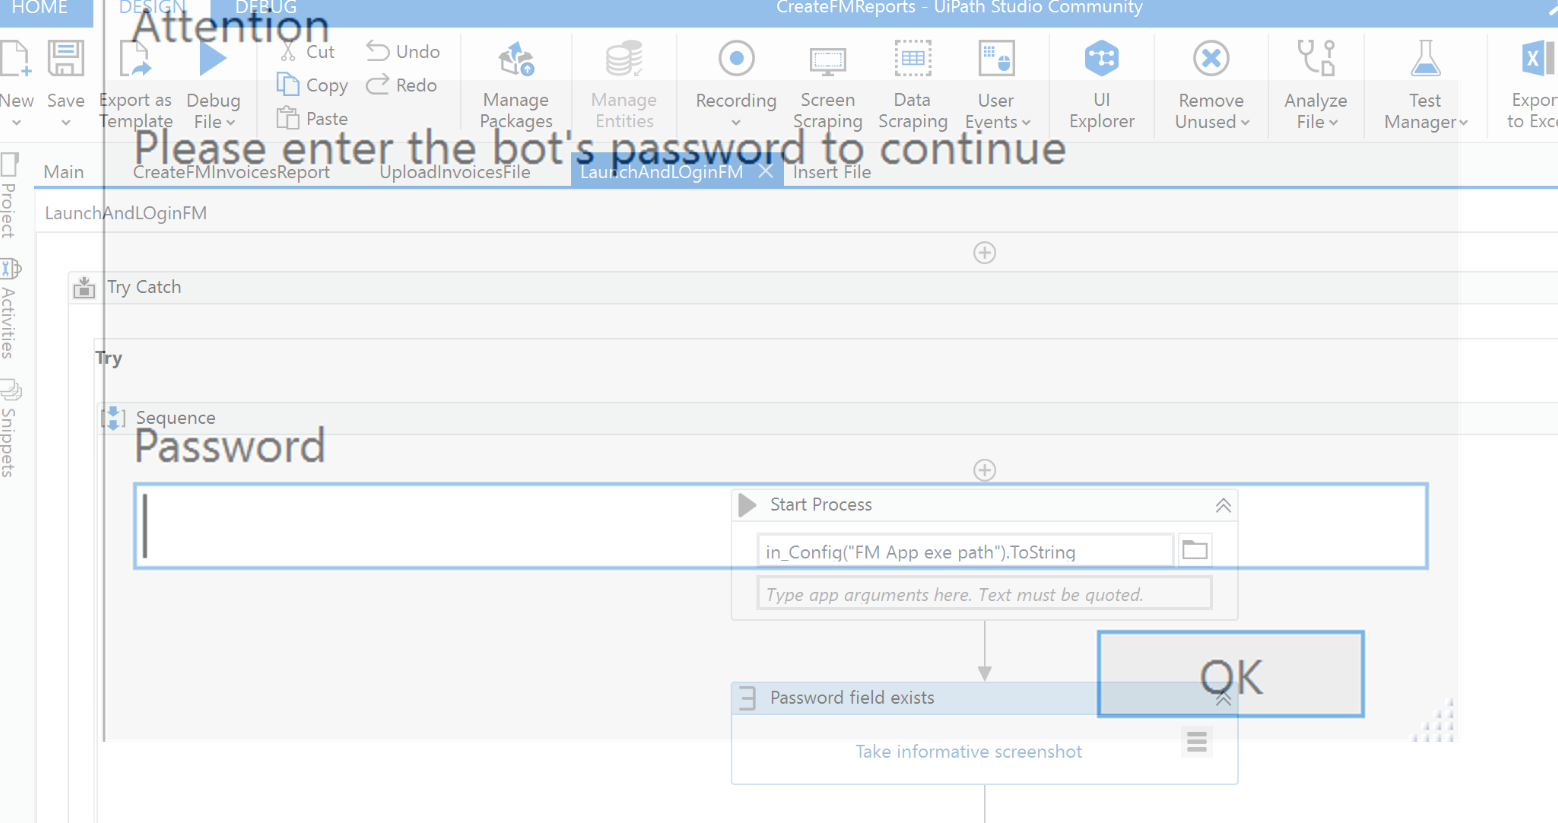 HOME DESIGN DEBUG CreateFMReports - UiPath Studio Community
Attention
Cut Undo
Copy Redo
Paste
New Save Export as Template Debug File
Manage Packages Manage Entities Recording Screen Scraping Data Scraping User Events UI Explorer Remove Unused Analyze File Test Manager Export to Exce
Please enter the bot's password to continue
Main CreateFMInvoicesReport UploadInvoicesFile LaunchAndLOginFM Insert File
Project
LaunchAndLOginFM
Activities
Try Catch
Try
Snippets
Sequence
Password
Start Process
in_Config("FM App exe path").ToString
Type app arguments here. Text must be quoted.
OK
Password field exists
Take informative screenshot